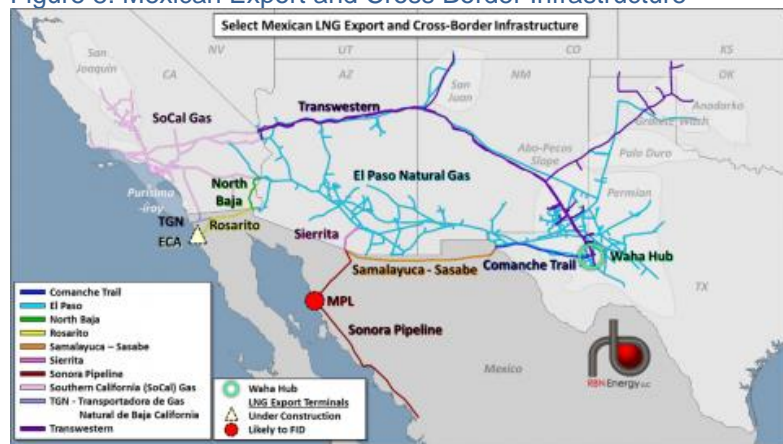 Figure 6: Mexican Export and Cross-Border Infrastructure
Select Mexican LNG Export and Cross-Border Infrastructure
NV
UT
CO
KS
San
Joaquin
CA
AZ
NM
OK
San
Juan
Anadarko
Granite Wash
Transwestern
SoCal Gas
Abo-Pecos
Slope
Palo Duro
El Paso Natural Gas
Permian
Purisima
-iroy
North
Baja
TGN
Rosarito
ECA
Sierrita
Waha Hub
Samalayuca - Sasabe
Comanche Trail
TX
MPL
Sonora Pipeline
Mexico
Comanche Trail
El Paso
North Baja
Rosarito
Samalayuca – Sasabe
Sierrita
Sonora Pipeline
Southern California (SoCal) Gas
TGN - Transportadora de Gas
Natural de Baja California
Transwestern
Waha Hub
LNG Export Terminals
Under Construction
Likely to FID
rb
RBN Energy LLC